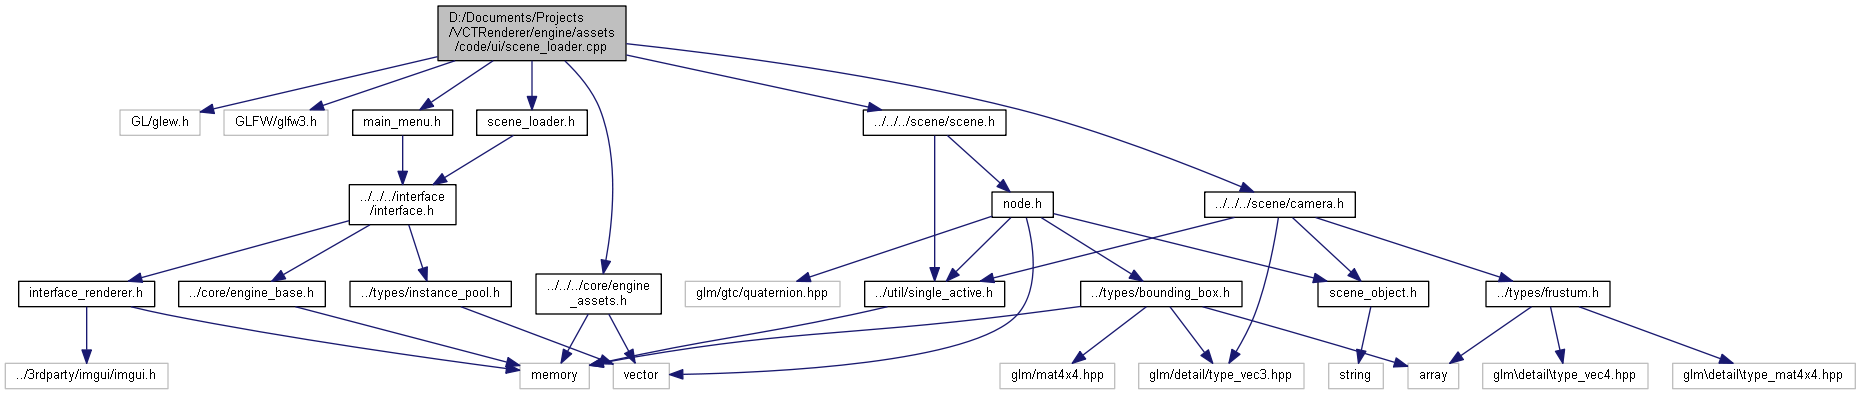 D:/Documents/Projects
/VCTRenderer/engine/assets
/code/ui/scene_loader.cpp
GL/glew.h
GLFW/glfw3.h
main_menu.h
scene_loader.h
../../../scene/scene.h
../../../interface
/interface.h
node.h
../../../scene/camera.h
interface_renderer.h
../core/engine_base.h
../types/instance_pool.h
../../../core/engine
_assets.h
glm/gtc/quaternion.hpp
../util/single_active.h
../types/bounding_box.h
scene_object.h
../types/frustum.h
../3rdparty/imgui/imgui.h
memory
vector
glm/mat4x4.hpp
glm/detail/type_vec3.hpp
string
array
glm\detail\type_vec4.hpp
glm\detail\type_mat4x4.hpp